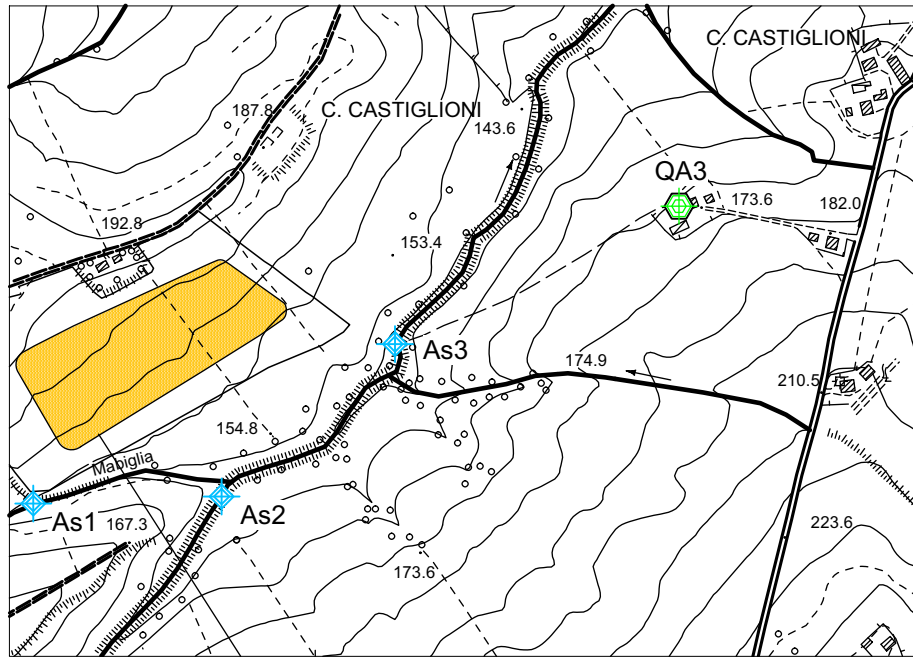 C. CASTIGLIONI
187.8
C. CASTIGLIONI
143.6
QA3
173.6
182.0
192.8
153.4
As3
174.9
210.5
154.8
Mabiglia
As1
As2
167.3
223.6
173.6